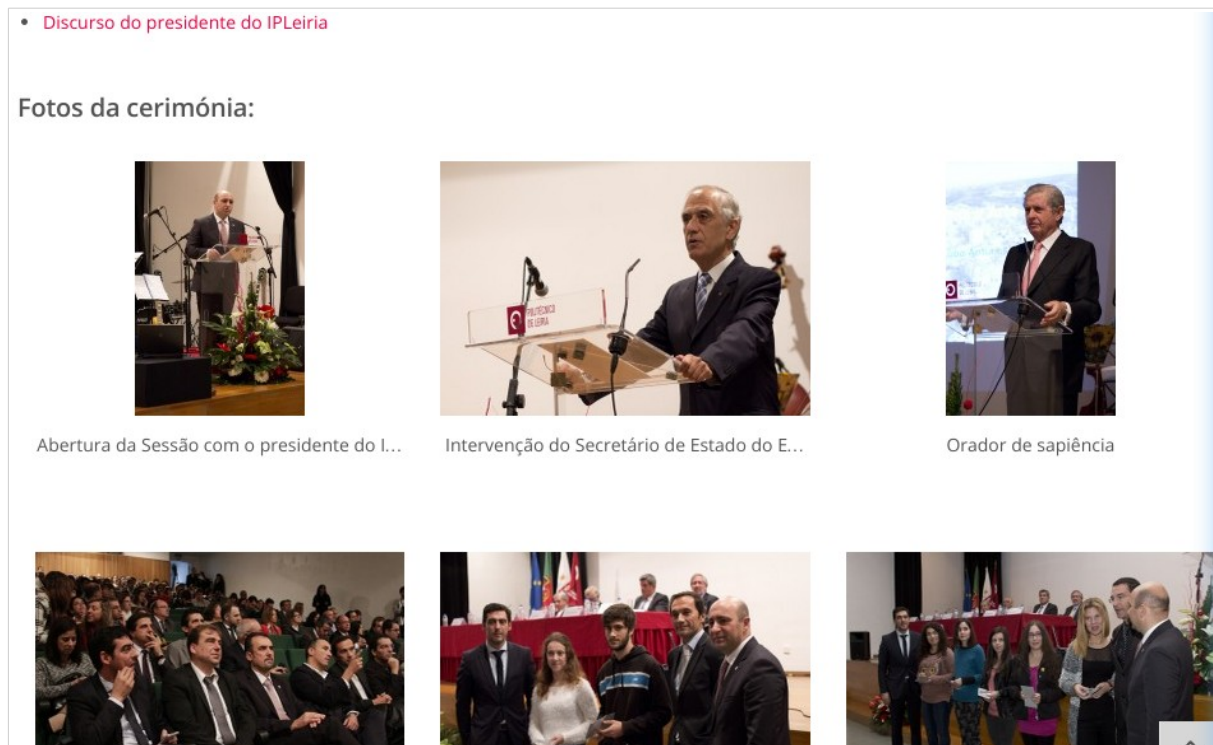 Discurso do presidente do IPLeiria
Fotos da cerimónia:
POLITÉCNICO
DE LEIRIA
Abertura da Sessão com o presidente do I...
Intervenção do Secretário de Estado do E...
Orador de sapiência